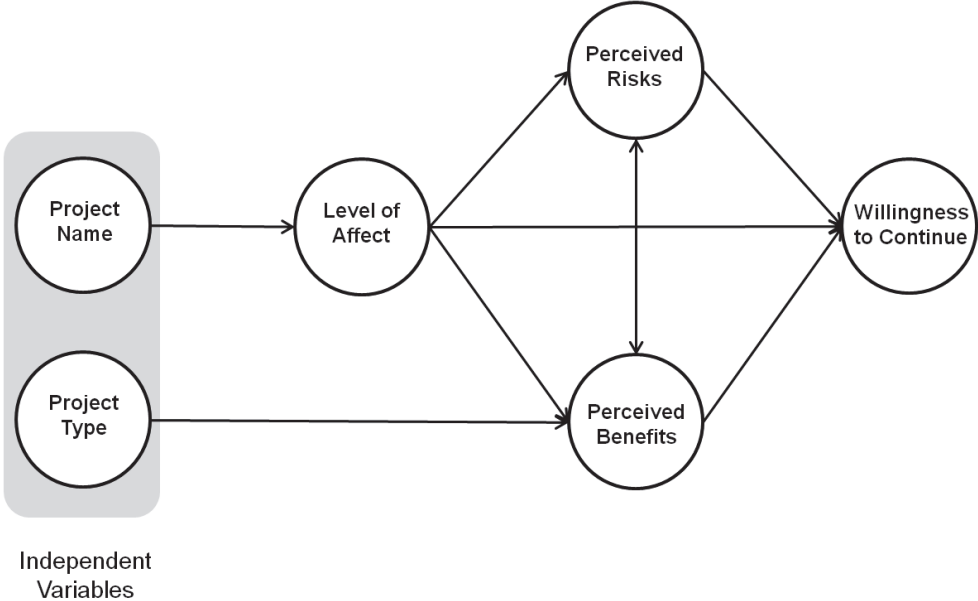 Perceived
Risks
Project
Name
Level of
Affect
Willingness
to Continue
Project
Type
Perceived
Benefits
Independent
Variables